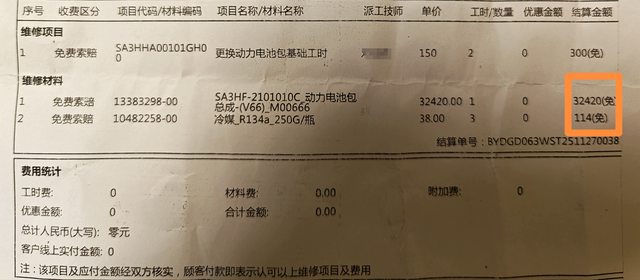 序号 收费区分 项目代码/材料编码 项目名称/材料名称 派工技师 单价 工时/数量 优惠金额 结算金额
维修项目
1 免费索赔 SA3HHA00101GH00 更换动力电池包基础工时 150 2 0 300(免)
维修材料
1 免费索赔 13383298-00 SA3HF-2101010C_动力电池包总成-(V66)_M00666 32420.00 1 0 32420(免
2 免费索赔 10482258-00 冷媒_R134a_250G/瓶 38.00 3 0 114(免)
结算单号：BYDGD063WST2511270038
费用统计
工时费： 0 材料费： 0.00 附加费： 0
优惠金额： 0 合计金额： 0.00
总计人民币(大写)： 零元
客户线上实付金额： 0
注：该项目及应付金额经双方核实，顾客付款即表示认可以上维修项目及费用